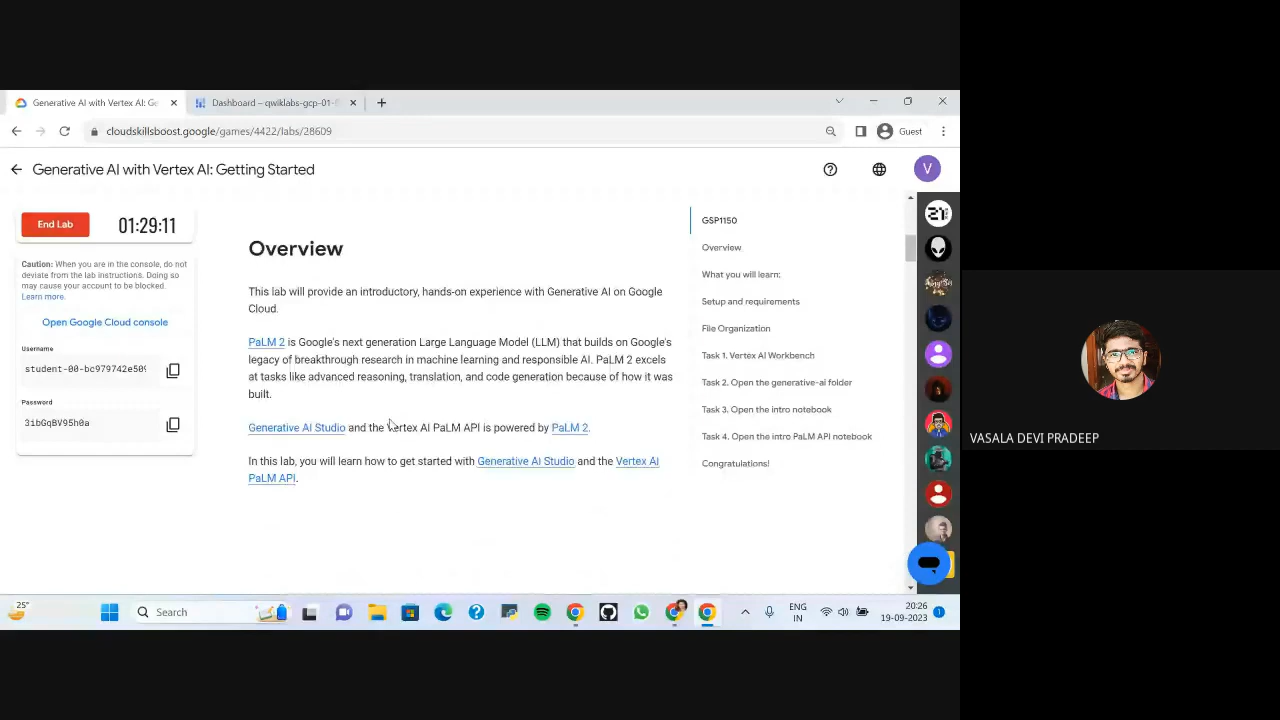 Generative AI with Vertex AI: Ge
Dashboard – qwiklabs-gcp-01-
cloudskillsboost.google/games/4422/labs/28609
Guest
Generative AI with Vertex AI: Getting Started
V
End Lab
01:29:11
Caution: When you are in the console, do not
deviate from the lab instructions. Doing so
may cause your account to be blocked.
Learn more.
Open Google Cloud console
Username
student-00-bc979742e509
Password
3ibGqBV95h0a
Overview
This lab will provide an introductory, hands-on experience with Generative AI on Google
Cloud.
PaLM 2 is Google's next generation Large Language Model (LLM) that builds on Google's
legacy of breakthrough research in machine learning and responsible AI. PaLM 2 excels
at tasks like advanced reasoning, translation, and code generation because of how it was
built.
Generative AI Studio and the Vertex AI PaLM API is powered by PaLM 2.
In this lab, you will learn how to get started with Generative Ai Studio and the Vertex AI
PaLM API.
GSP1150
Overview
What you will learn:
Setup and requirements
File Organization
Task 1. Vertex AI Workbench
Task 2. Open the generative-ai folder
Task 3. Open the intro notebook
Task 4. Open the intro PaLM API notebook
Congratulations!
21
25°
Search
ENG
IN
20:26
19-09-2023
1
VASALA DEVI PRADEEP